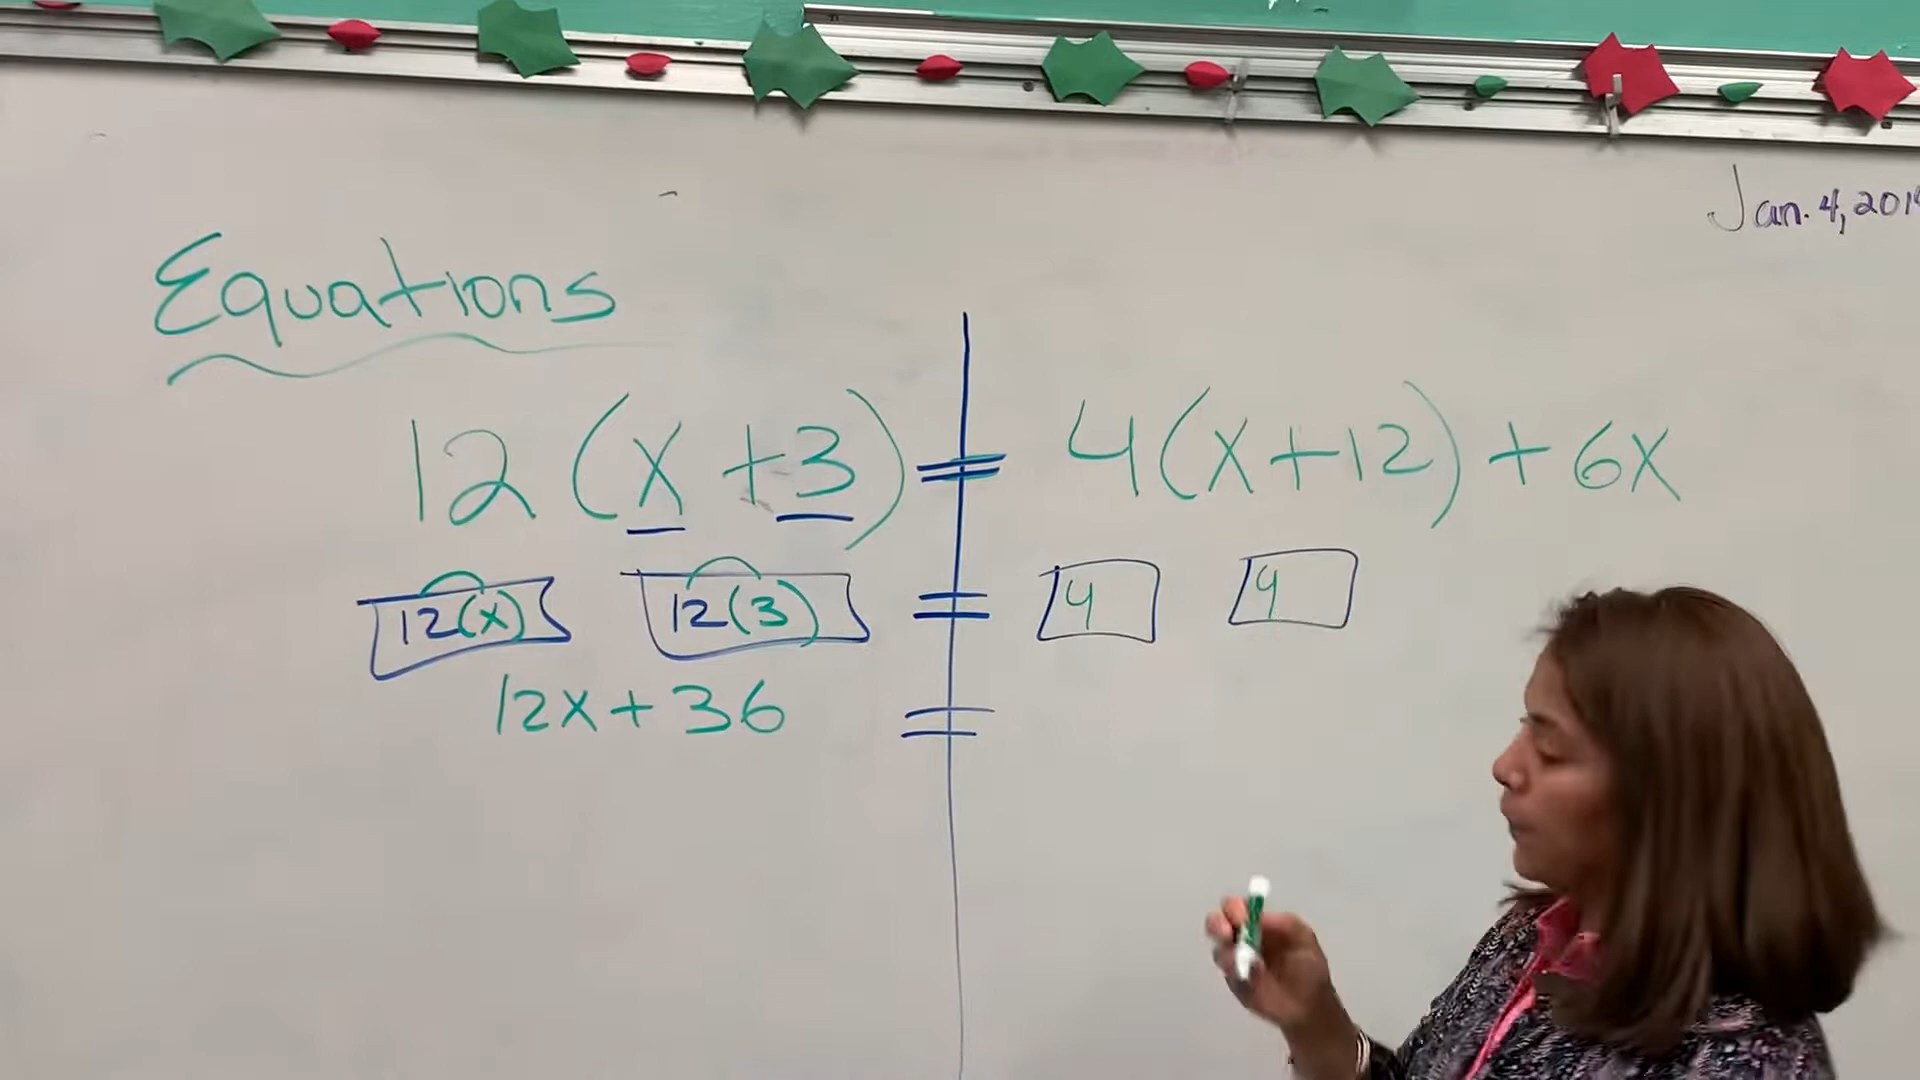 Jan. 4, 201
Equations
12 (x + 3) = 4(x+12) + 6x
12(x) 12(3) = 4 4
12x + 36 =